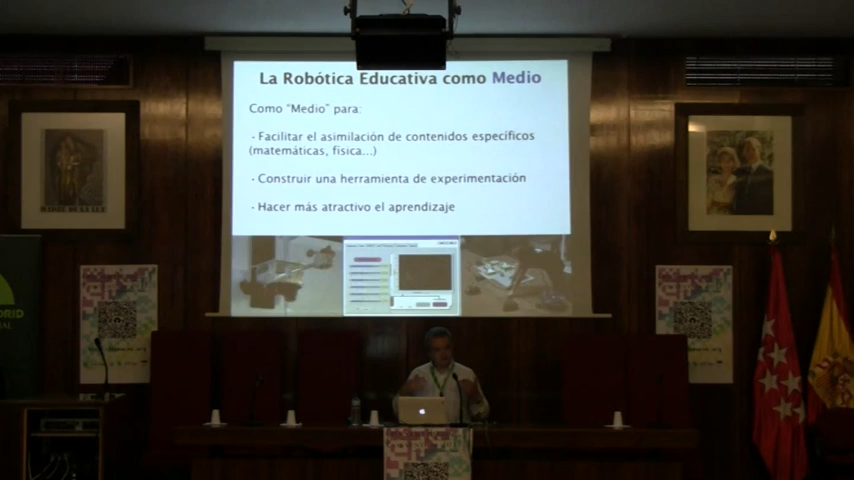 La Robótica Educativa como Medio
Como "Medio" para:
- Facilitar el asimilación de contenidos específicos
(matemáticas, física...)
- Construir una herramienta de experimentación
- Hacer más atractivo el aprendizaje